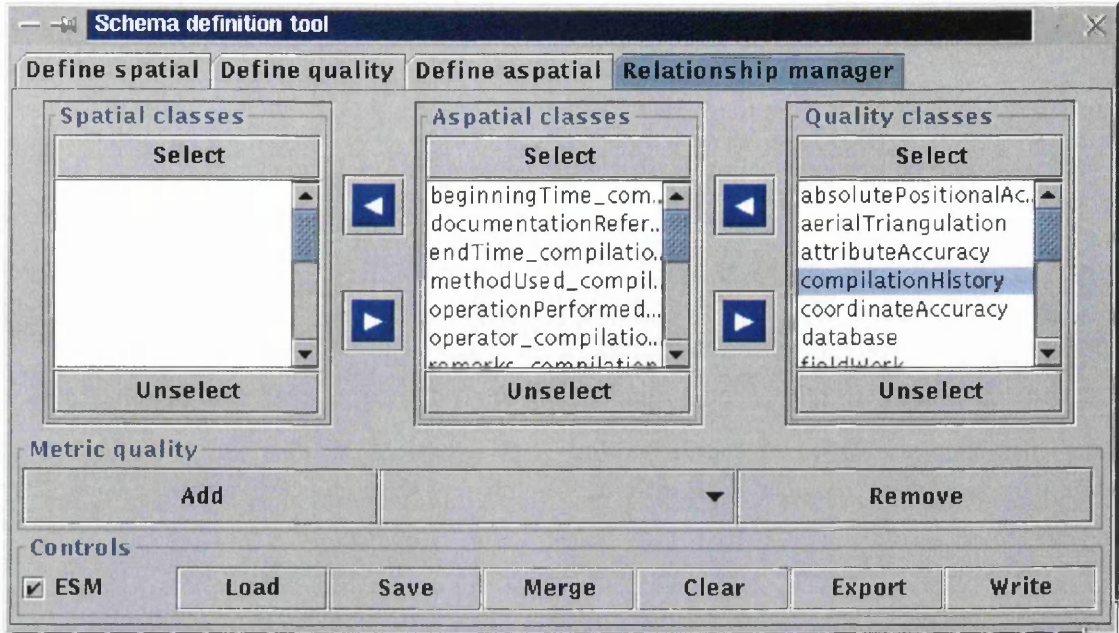 Schema definition tool
Define spatial Define quality Define aspatial Relationship manager
Spatial classes
Select
Unselect
Aspatial classes
Select
beginningTime_com..
documentationRefer..
endTime_compilatio..
methodUsed_compil.
operationPerformed..
operator_compilatio..
remarks_compilation
Unselect
Quality classes
Select
absolutePositionalAc..
aerialTriangulation
attributeAccuracy
compilationHistory
coordinateAccuracy
database
fieldWork
Unselect
Metric quality
Add Remove
Controls
ESM Load Save Merge Clear Export Write